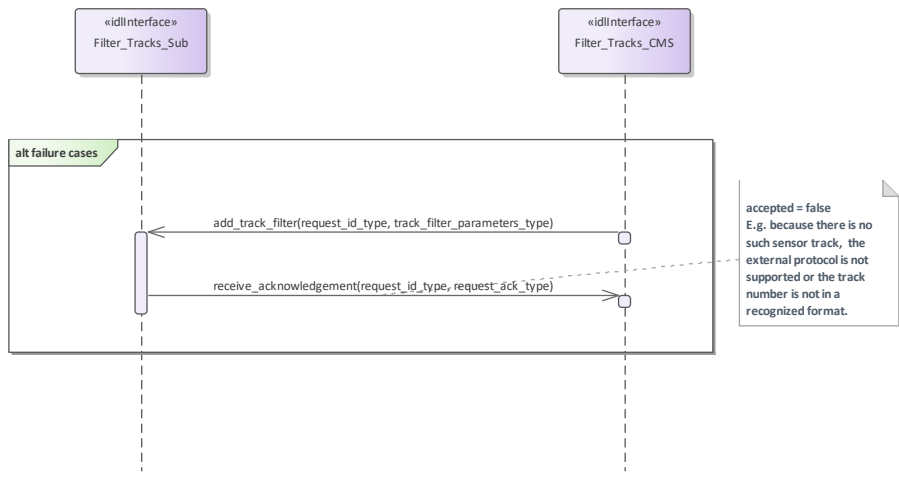 «idlInterface»
Filter_Tracks_Sub
«idlInterface»
Filter_Tracks_CMS
alt failure cases
add_track_filter(request_id_type, track_filter_parameters_type)
receive_acknowledgement(request_id_type, request_ack_type)
accepted = false
E.g. because there is no
such sensor track, the
external protocol is not
supported or the track
number is not in a
recognized format.